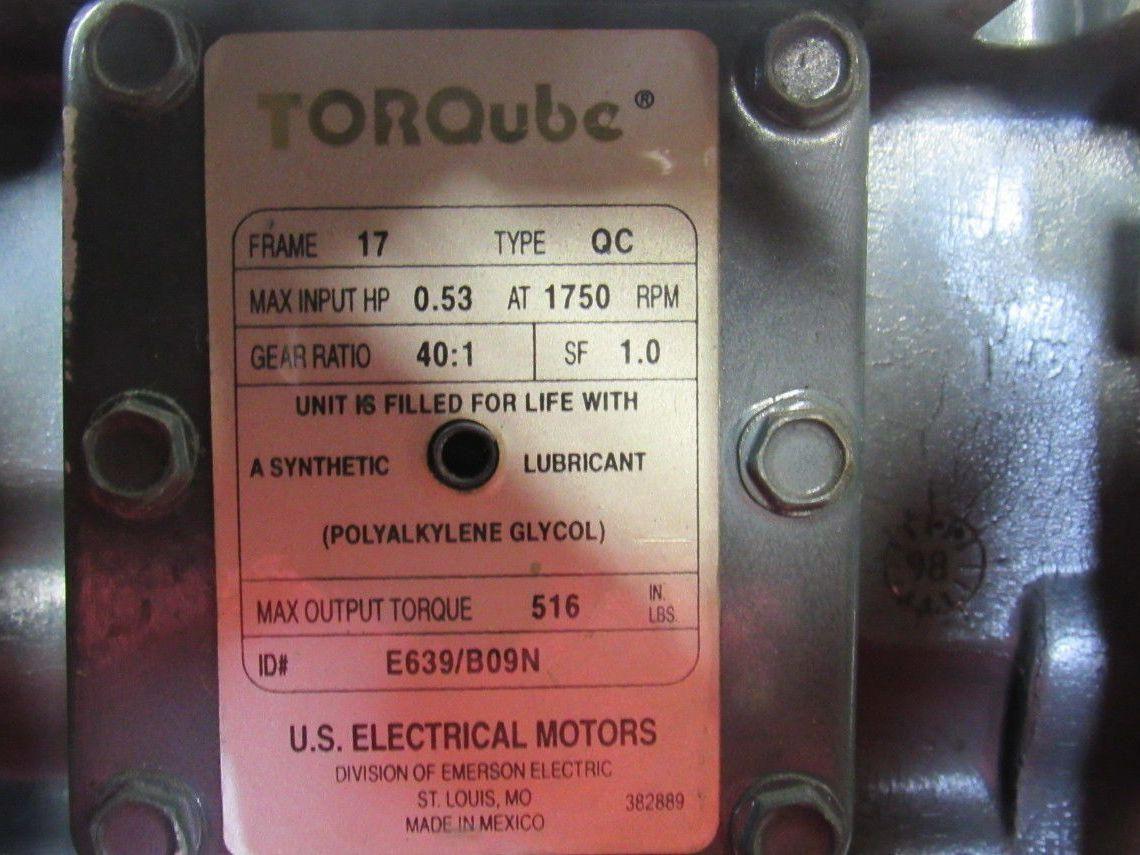 TORQube®
FRAME 17 TYPE QC
MAX INPUT HP 0.53 AT 1750 RPM
GEAR RATIO 40:1 SF 1.0
UNIT IS FILLED FOR LIFE WITH
A SYNTHETIC LUBRICANT
(POLYALKYLENE GLYCOL)
MAX OUTPUT TORQUE 516 IN. LBS.
ID# E639/B09N
U.S. ELECTRICAL MOTORS
DIVISION OF EMERSON ELECTRIC
ST. LOUIS, MO 382889
MADE IN MEXICO